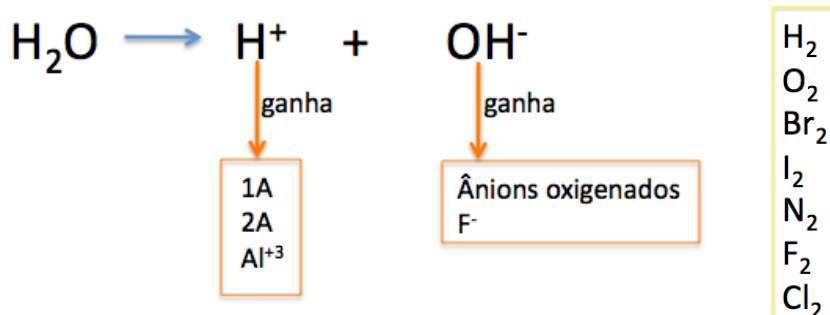 H₂O → H⁺ + OH⁻
ganha ganha
1A
2A
Al⁺³
Ânions oxigenados
F⁻
H₂
O₂
Br₂
I₂
N₂
F₂
Cl₂